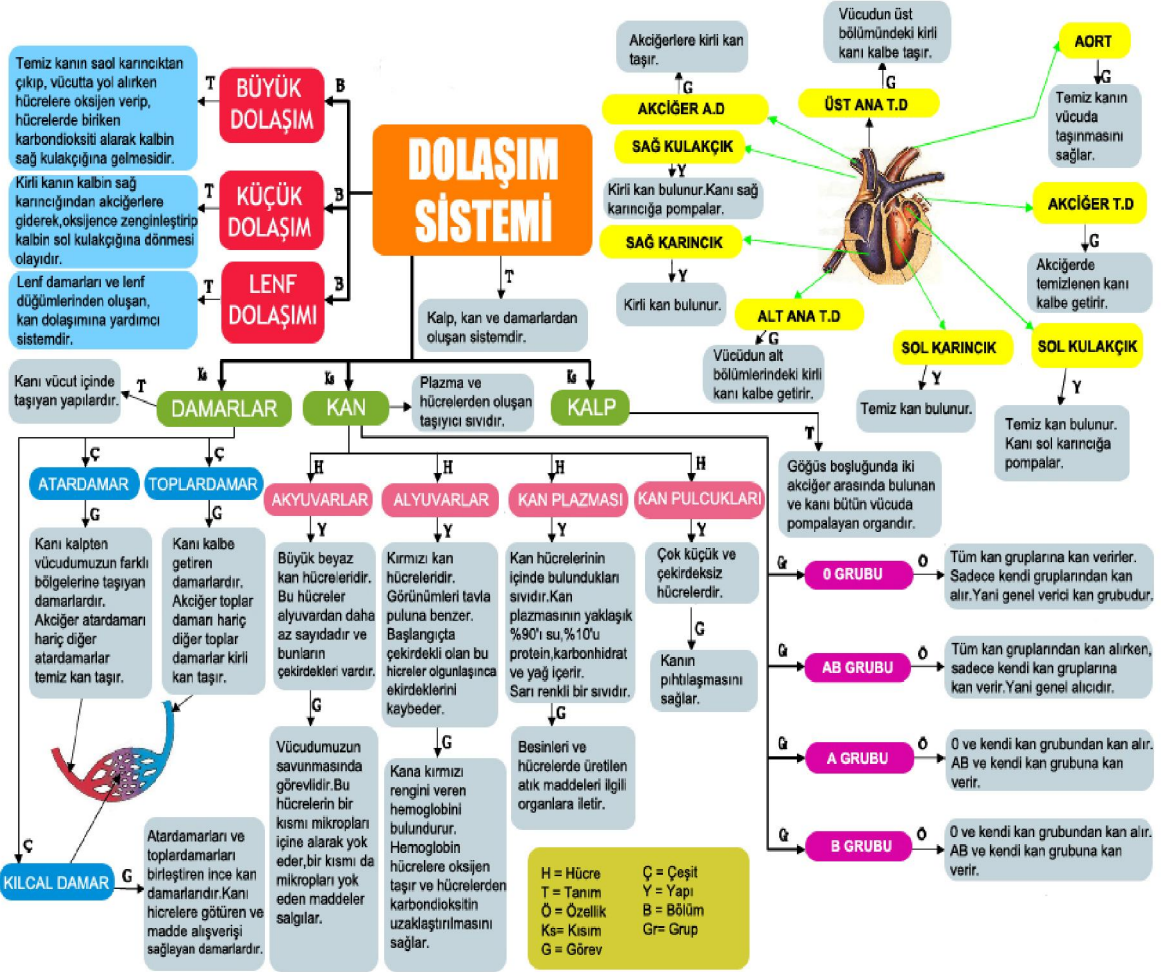 DOLAŞIM
SİSTEMİ
T
Kalp, kan ve damarlardan
oluşan sistemdir.
B
BÜYÜK
DOLAŞIM
T
Temiz kanın saol karıncıktan
çıkıp, vücutta yol alırken
hücrelere oksijen verip,
hücrelerde biriken
karbondioksiti alarak kalbin
sağ kulakçığına gelmesidir.
B
KÜÇÜK
DOLAŞIM
T
Kirli kanın kalbin sağ
karıncığından akciğerlere
giderek,oksijence zenginleştirip
kalbin sol kulakçığına dönmesi
olayıdır.
B
LENF
DOLAŞIMI
T
Lenf damarları ve lenf
düğümlerinden oluşan,
kan dolaşımına yardımcı
sistemdir.
Akciğerlere kirli kan
taşır.
G
AKCİĞER A.D
Vücudun üst
bölümündeki kirli
kanı kalbe taşır.
G
ÜST ANA T.D
AORT
G
Temiz kanın
vücuda
taşınmasını
sağlar.
SAĞ KULAKÇIK
Y
Kirli kan bulunur.Kanı sağ
karıncığa pompalar.
AKCİĞER T.D
G
Akciğerde
temizlenen kanı
kalbe getirir.
SAĞ KARINCIK
Y
Kirli kan bulunur.
ALT ANA T.D
G
Vücüdun alt
bölümlerindeki kirli
kanı kalbe getirir.
SOL KARINCIK
Y
Temiz kan bulunur.
SOL KULAKÇIK
Y
Temiz kan bulunur.
Kanı sol karıncığa
pompalar.
Ks
DAMARLAR
T
Kanı vücut içinde
taşıyan yapılardır.
Ks
KAN
Plazma ve
hücrelerden oluşan
taşıyıcı sıvıdır.
Ks
KALP
T
Göğüs boşluğunda iki
akciğer arasında bulunan
ve kanı bütün vücuda
pompalayan organdır.
Ç
ATARDAMAR
G
Kanı kalpten
vücudumuzun farklı
bölgelerine taşıyan
damarlardır.
Akciğer atardamarı
hariç diğer
atardamarlar
temiz kan taşır.
Ç
TOPLARDAMAR
G
Kanı kalbe
getiren
damarlardır.
Akciğer toplar
damarı hariç
diğer toplar
damarlar kirli
kan taşır.
Ç
KILCAL DAMAR
G
Atardamarları ve
toplardamarları
birleştiren ince kan
damarlarıdır.Kanı
hicrelere götüren ve
madde alışverişi
sağlayan damarlardır.
H
AKYUVARLAR
Y
Büyük beyaz
kan hücreleridir.
Bu hücreler
alyuvardan daha
az sayıdadır ve
bunların
çekirdekleri vardır.
G
Vücudumuzun
savunmasında
görevlidir.Bu
hücrelerin bir
kısmı mikropları
içine alarak yok
eder,bir kısmı da
mikropları yok
eden maddeler
salgılar.
H
ALYUVARLAR
Y
Kırmızı kan
hücreleridir.
Görünümleri tavla
puluna benzer.
Başlangıçta
çekirdekli olan bu
hicreler olgunlaşınca
ekirdeklerini
kaybeder.
G
Kana kırmızı
rengini veren
hemoglobini
bulundurur.
Hemoglobin
hücrelere oksijen
taşır ve hücrelerden
karbondioksitin
uzaklaştırılmasını
sağlar.
H
KAN PLAZMASI
Y
Kan hücrelerinin
içinde bulundukları
sıvıdır.Kan
plazmasının yaklaşık
%90'ı su,%10'u
protein,karbonhidrat
ve yağ içerir.
Sarı renkli bir sıvıdır.
G
Besinleri ve
hücrelerde üretilen
atık maddeleri ilgili
organlara iletir.
H
KAN PULCUKLARI
Y
Çok küçük ve
çekirdeksiz
hücrelerdir.
G
Kanın
pıhtılaşmasını
sağlar.
Gr
0 GRUBU
Ö
Tüm kan gruplarına kan verirler.
Sadece kendi gruplarından kan
alır.Yani genel verici kan grubudur.
Gr
AB GRUBU
Ö
Tüm kan gruplarından kan alırken,
sadece kendi kan gruplarına
kan verir.Yani genel alıcıdır.
Gr
A GRUBU
Ö
0 ve kendi kan grubundan kan alır.
AB ve kendi kan grubuna kan
verir.
Gr
B GRUBU
Ö
0 ve kendi kan grubundan kan alır.
AB ve kendi kan grubuna kan
verir.
H = Hücre
T = Tanım
Ö = Özellik
Ks= Kısım
G = Görev
Ç = Çeşit
Y = Yapı
B = Bölüm
Gr= Grup